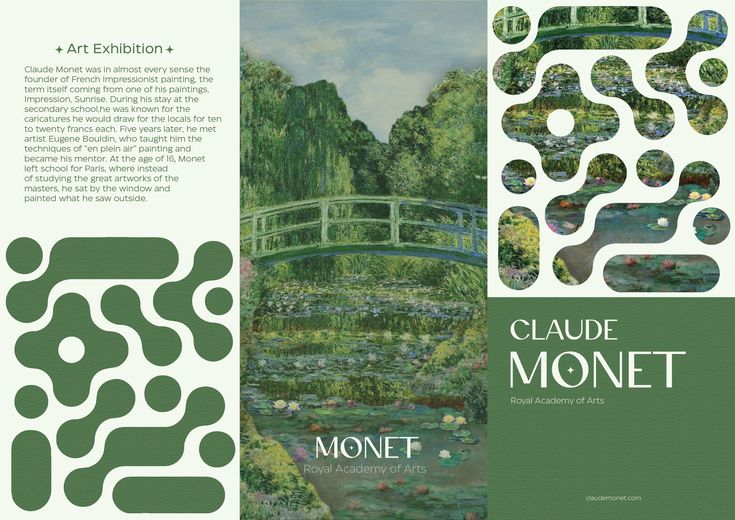 Art Exhibition
Claude Monet was in almost every sense the
founder of French Impressionist painting, the
term itself coming from one of his paintings,
Impression, Sunrise. During his stay at the
secondary school,he was known for the
caricatures he would draw for the locals for ten
to twenty francs each. Five years later, he met
artist Eugene Bouldin, who taught him the
techniques of "en plein air" painting and
became his mentor. At the age of 16, Monet
left school for Paris, where instead
of studying the great artworks of the
masters, he sat by the window and
painted what he saw outside.
MONET
Royal Academy of Arts
CLAUDE
MONET
Royal Academy of Arts
claudemonet.com